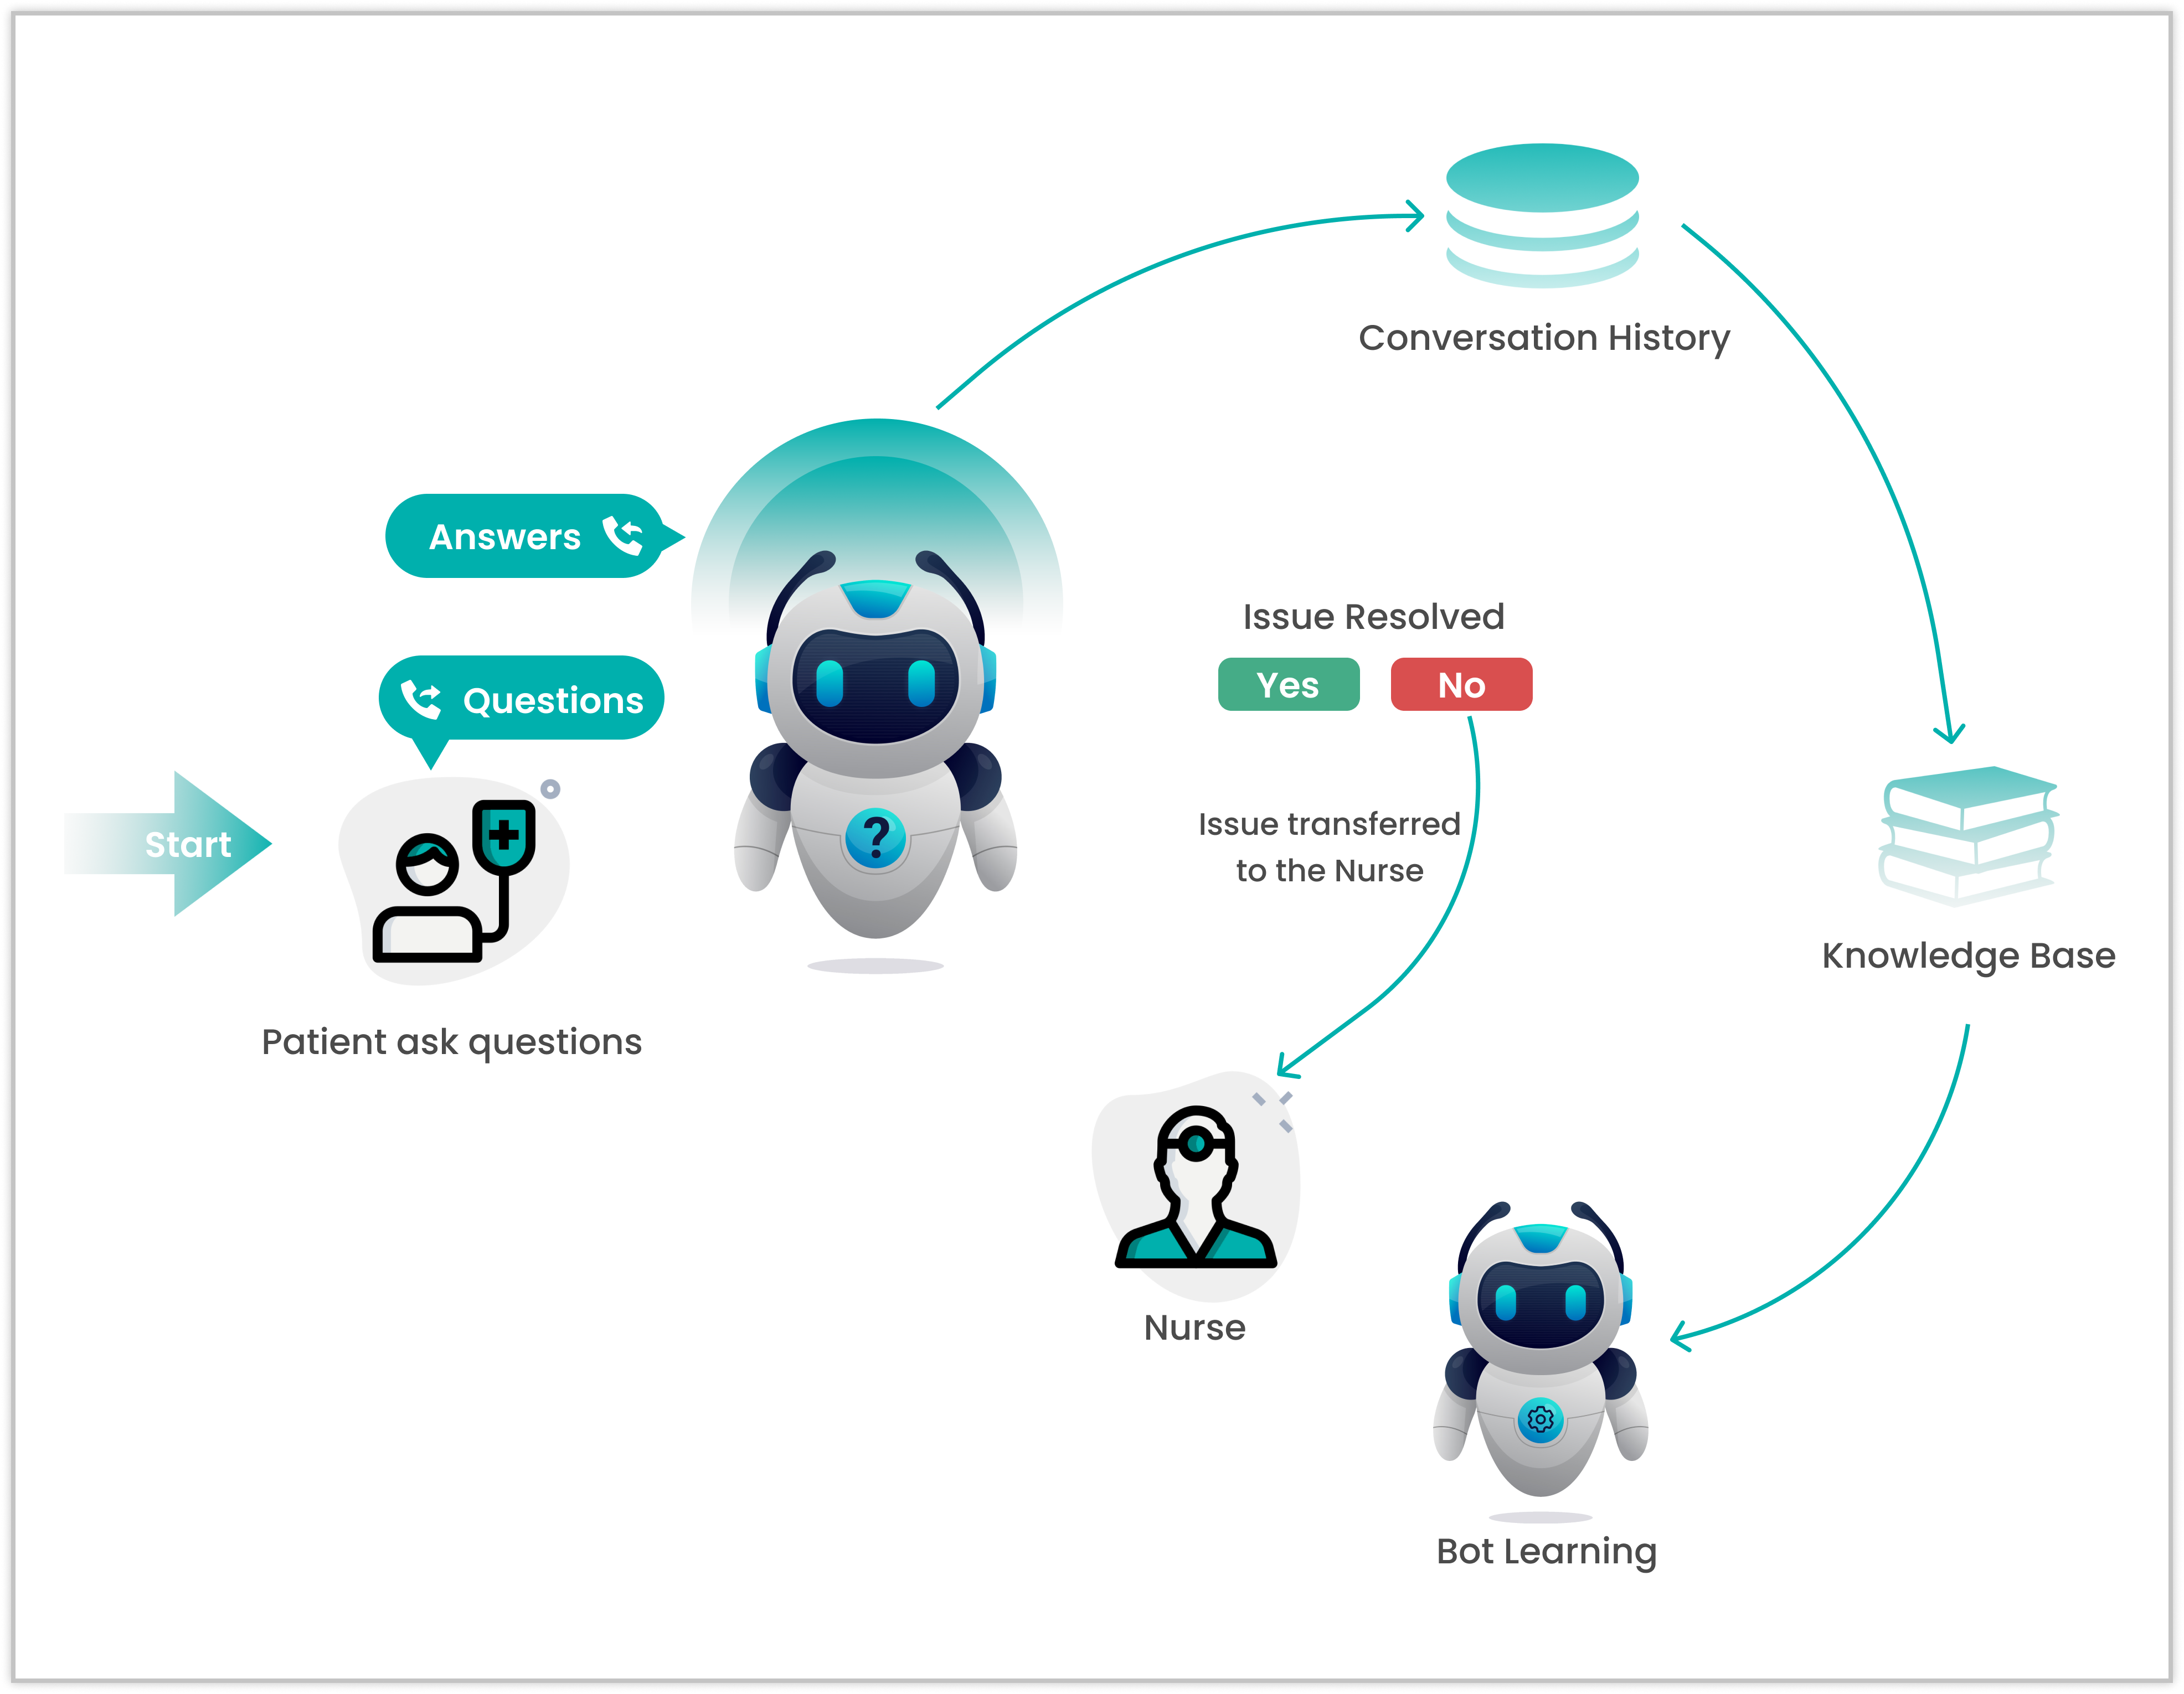 Conversation History
Answers
Issue Resolved
Yes
No
Questions
Start
Issue transferred
to the Nurse
?
Knowledge Base
Patient ask questions
Nurse
Bot Learning